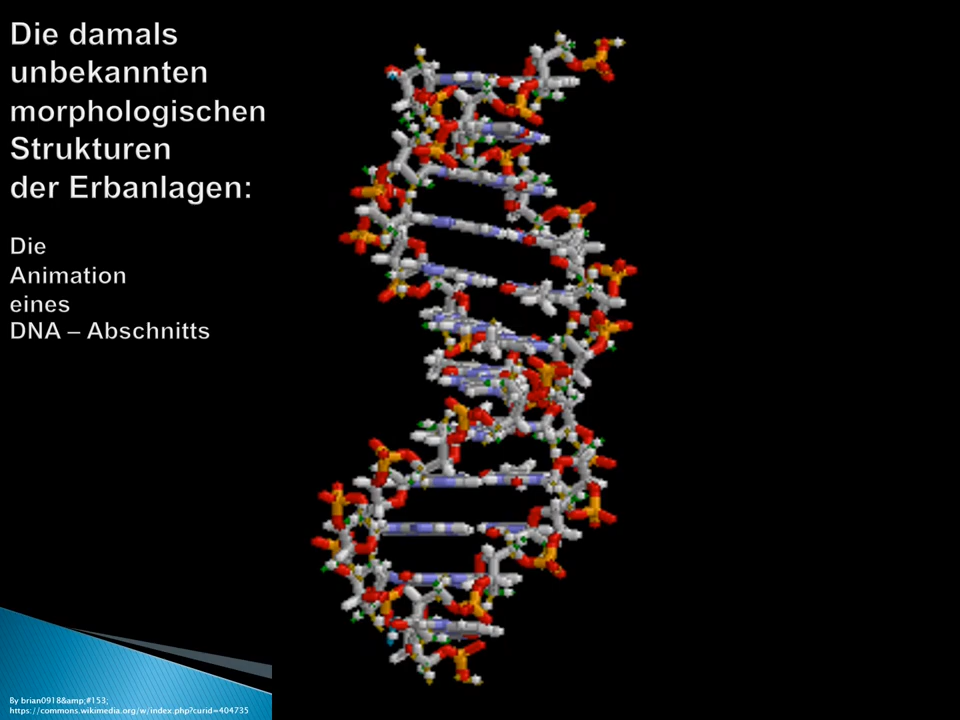 Die damals
unbekannten
morphologischen
Strukturen
der Erbanlagen:
Die
Animation
eines
DNA – Abschnitts
By brian0918&amp;#153;
https://commons.wikimedia.org/w/index.php?curid=404735